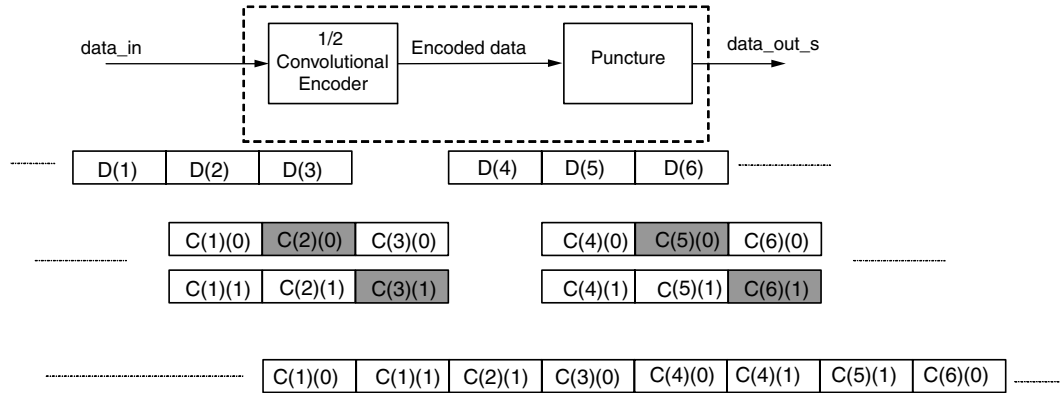 data_in
1/2
Convolutional
Encoder
Encoded data
Puncture
data_out_s
D(1) D(2) D(3) D(4) D(5) D(6)
C(1)(0) C(2)(0) C(3)(0) C(4)(0) C(5)(0) C(6)(0)
C(1)(1) C(2)(1) C(3)(1) C(4)(1) C(5)(1) C(6)(1)
C(1)(0) C(1)(1) C(2)(1) C(3)(0) C(4)(0) C(4)(1) C(5)(1) C(6)(0)